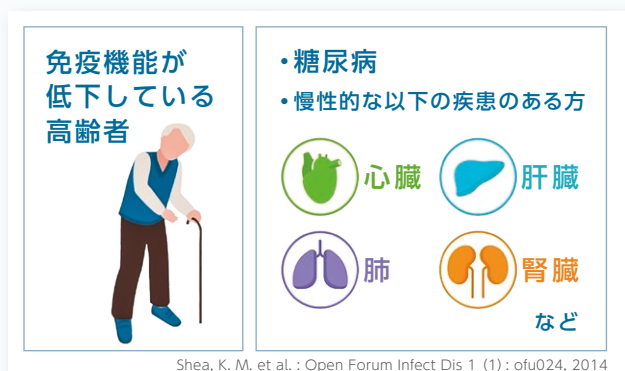 免疫機能が
低下している
高齢者
•糖尿病
•慢性的な以下の疾患のある方
心臓
肝臓
肺
腎臓
など
Shea, K. M. et al. : Open Forum Infect Dis 1 (1) : ofu024, 2014